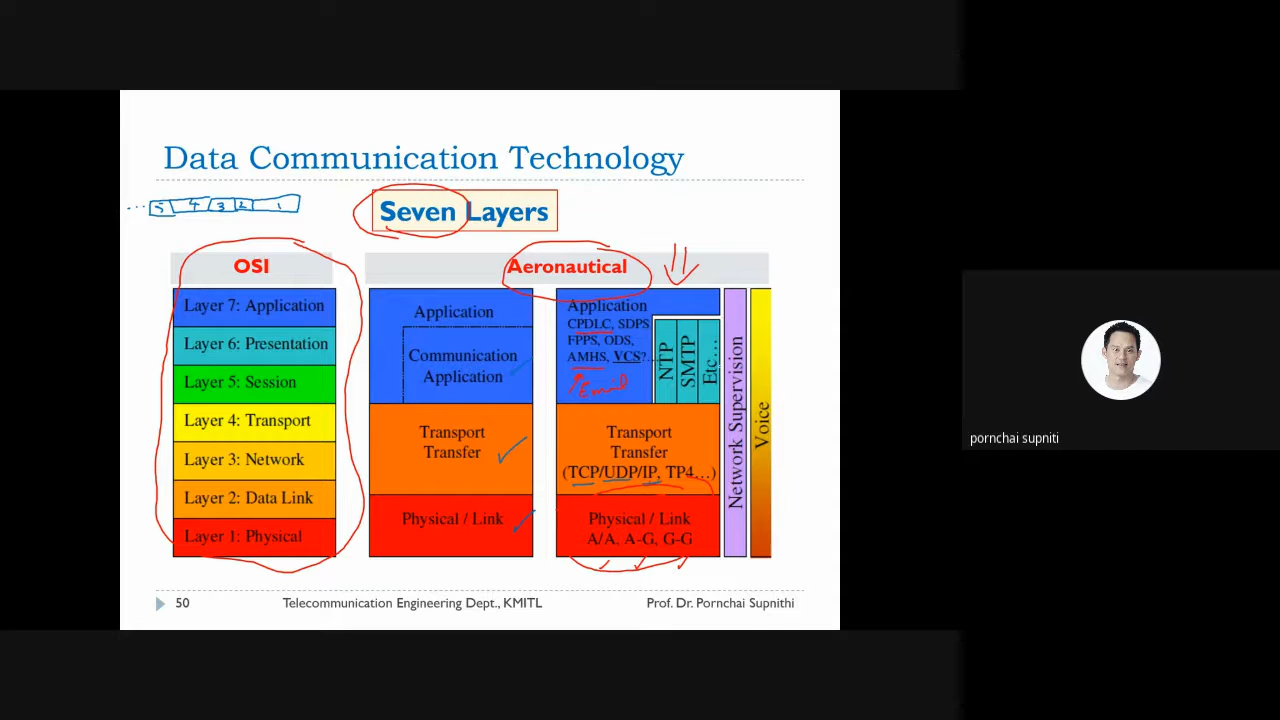 Data Communication Technology
... 5 4 3 2 1
Seven Layers
OSI
Layer 7: Application
Layer 6: Presentation
Layer 5: Session
Layer 4: Transport
Layer 3: Network
Layer 2: Data Link
Layer 1: Physical
Aeronautical
Application
Communication
Application
Transport
Transfer
Physical / Link
Application
CPDLC, SDPS
FPPS, ODS,
AMHS, VCS?...
Email
NTP
SMTP
Etc...
Transport
Transfer
(TCP/UDP/IP, TP4...)
Physical / Link
A/A, A-G, G-G
Network Supervision
Voice
50
Telecommunication Engineering Dept., KMITL
Prof. Dr. Pornchai Supnithi
pornchai supniti